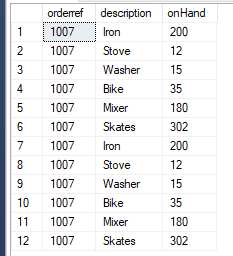 orderref description onHand
1 1007 Iron 200
2 1007 Stove 12
3 1007 Washer 15
4 1007 Bike 35
5 1007 Mixer 180
6 1007 Skates 302
7 1007 Iron 200
8 1007 Stove 12
9 1007 Washer 15
10 1007 Bike 35
11 1007 Mixer 180
12 1007 Skates 302